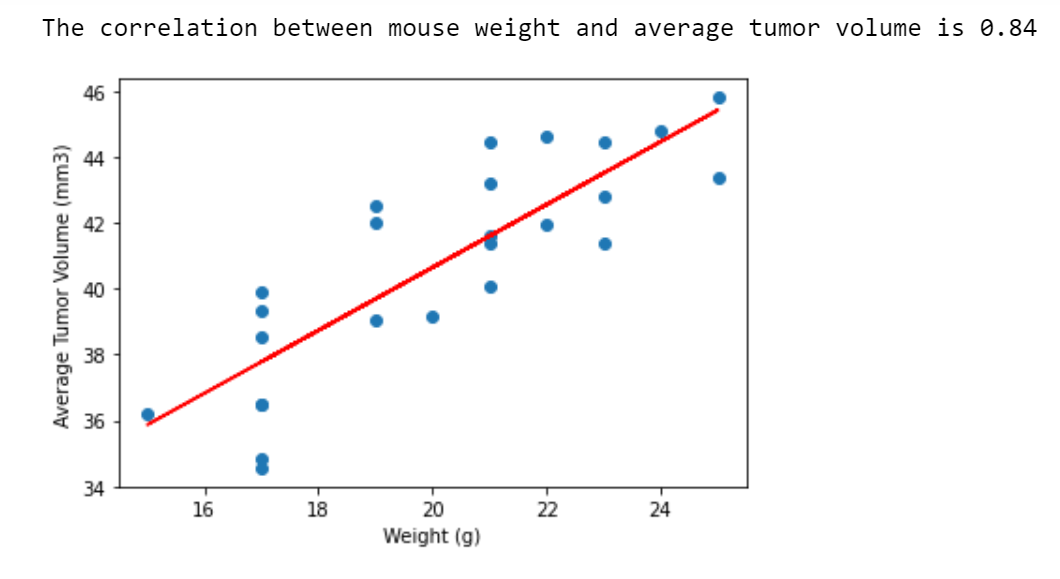 The correlation between mouse weight and average tumor volume is 0.84
46
44
42
40
38
36
34
Average Tumor Volume (mm3)
16 18 20 22 24
Weight (g)